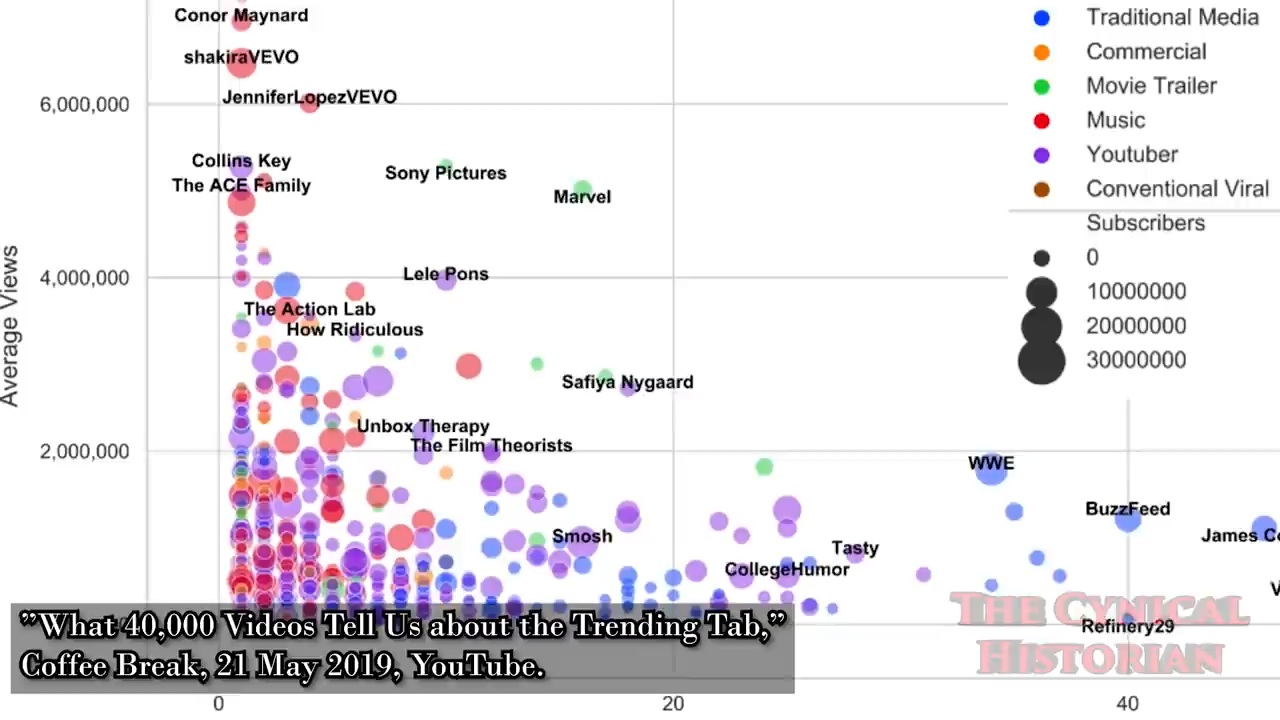 Conor Maynard
shakiraVEVO
JenniferLopezVEVO
6,000,000
Collins Key
Sony Pictures
The ACE Family
Marvel
Lele Pons
4,000,000
The Action Lab
How Ridiculous
Average Views
Safiya Nygaard
Unbox Therapy
The Film Theorists
2,000,000
WWE
BuzzFeed
Smosh
James Co
Tasty
CollegeHumor
Refinery29
Traditional Media
Commercial
Movie Trailer
Music
Youtuber
Conventional Viral
Subscribers
0
10000000
20000000
30000000
"What 40,000 Videos Tell Us about the Trending Tab,"
Coffee Break, 21 May 2019, YouTube.
The Cynical
Historian
0
20
40